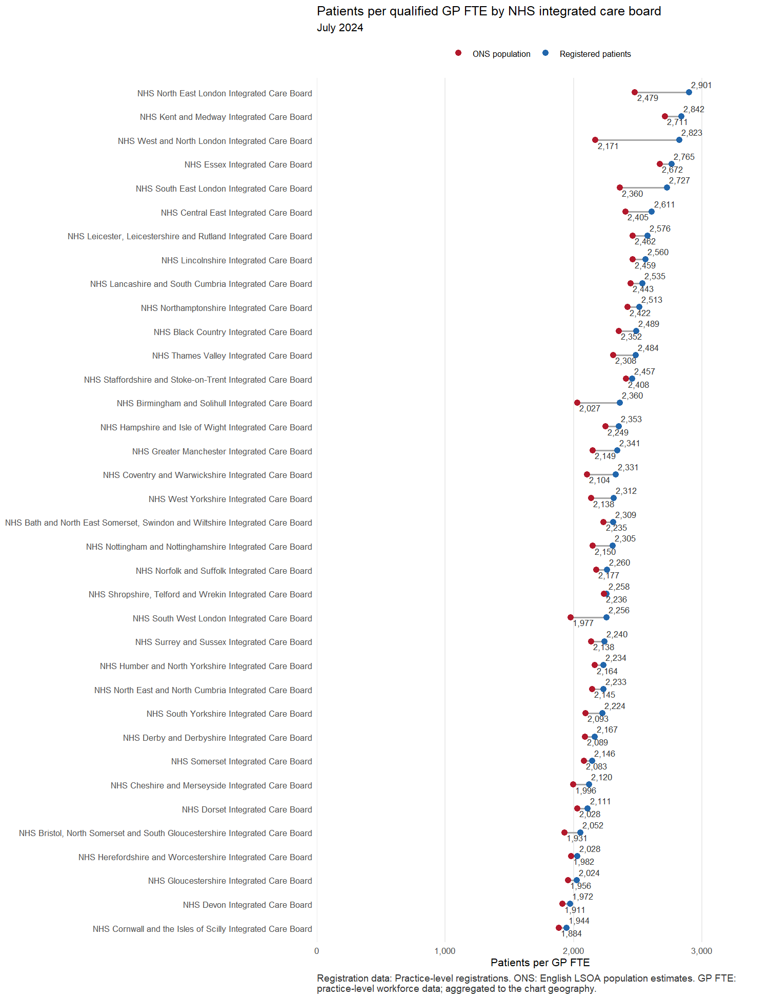 Patients per qualified GP FTE by NHS integrated care board
July 2024
ONS population Registered patients
NHS North East London Integrated Care Board 2,901 2,479
NHS Kent and Medway Integrated Care Board 2,842 2,711
NHS West and North London Integrated Care Board 2,823 2,171
NHS Essex Integrated Care Board 2,765 2,672
NHS South East London Integrated Care Board 2,727 2,360
NHS Central East Integrated Care Board 2,611 2,405
NHS Leicester, Leicestershire and Rutland Integrated Care Board 2,576 2,462
NHS Lincolnshire Integrated Care Board 2,560 2,459
NHS Lancashire and South Cumbria Integrated Care Board 2,535 2,443
NHS Northamptonshire Integrated Care Board 2,513 2,422
NHS Black Country Integrated Care Board 2,489 2,352
NHS Thames Valley Integrated Care Board 2,484 2,308
NHS Staffordshire and Stoke-on-Trent Integrated Care Board 2,457 2,408
NHS Birmingham and Solihull Integrated Care Board 2,360 2,027
NHS Hampshire and Isle of Wight Integrated Care Board 2,353 2,249
NHS Greater Manchester Integrated Care Board 2,341 2,149
NHS Coventry and Warwickshire Integrated Care Board 2,331 2,104
NHS West Yorkshire Integrated Care Board 2,312 2,138
NHS Bath and North East Somerset, Swindon and Wiltshire Integrated Care Board 2,309 2,235
NHS Nottingham and Nottinghamshire Integrated Care Board 2,305 2,150
NHS Norfolk and Suffolk Integrated Care Board 2,260 2,177
NHS Shropshire, Telford and Wrekin Integrated Care Board 2,258 2,236
NHS South West London Integrated Care Board 2,256 1,977
NHS Surrey and Sussex Integrated Care Board 2,240 2,138
NHS Humber and North Yorkshire Integrated Care Board 2,234 2,164
NHS North East and North Cumbria Integrated Care Board 2,233 2,145
NHS South Yorkshire Integrated Care Board 2,224 2,093
NHS Derby and Derbyshire Integrated Care Board 2,167 2,089
NHS Somerset Integrated Care Board 2,146 2,083
NHS Cheshire and Merseyside Integrated Care Board 2,120 1,996
NHS Dorset Integrated Care Board 2,111 2,028
NHS Bristol, North Somerset and South Gloucestershire Integrated Care Board 2,052 1,931
NHS Herefordshire and Worcestershire Integrated Care Board 2,028 1,982
NHS Gloucestershire Integrated Care Board 2,024 1,956
NHS Devon Integrated Care Board 1,972 1,911
NHS Cornwall and the Isles of Scilly Integrated Care Board 1,944 1,884
0 1,000 2,000 3,000
Patients per GP FTE
Registration data: Practice-level registrations. ONS: English LSOA population estimates. GP FTE:
practice-level workforce data; aggregated to the chart geography.